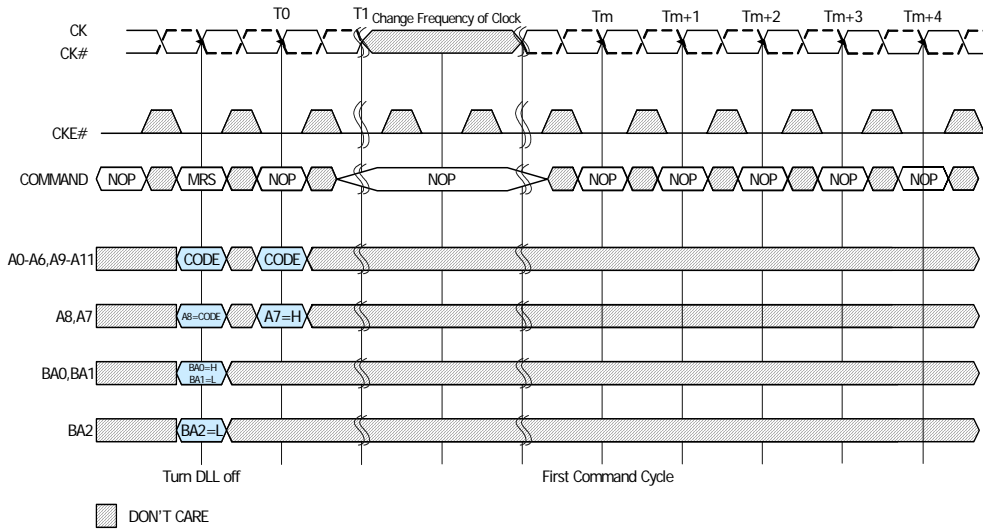 T0 T1 Change Frequency of Clock Tm Tm+1 Tm+2 Tm+3 Tm+4
CK
CK#
CKE#
COMMAND NOP MRS NOP NOP NOP NOP NOP NOP NOP
A0-A6,A9-A11 CODE CODE
A8,A7 A8=CODE A7=H
BA0,BA1 BA0=H
BA1=L
BA2 BA2=L
Turn DLL off First Command Cycle
DON'T CARE